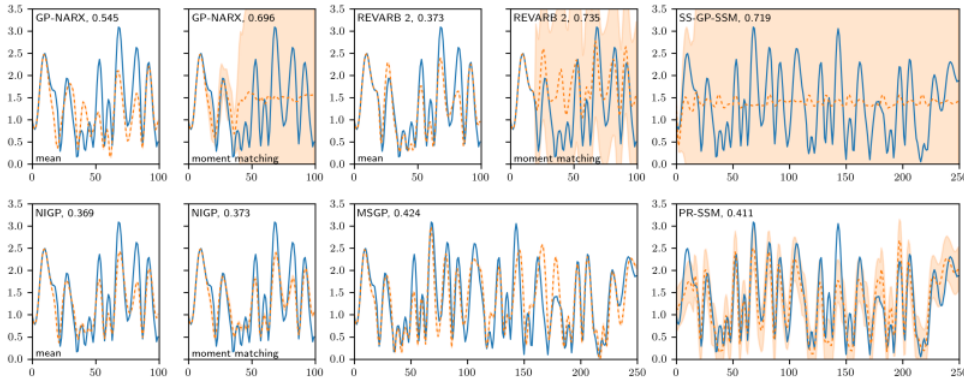 GP-NARX, 0.545
GP-NARX, 0.696
REVARB 2, 0.373
REVARB 2, 0.735
SS-GP-SSM, 0.719
3.5
3.0
2.5
2.0
1.5
1.0
0.5
0.0
mean
moment matching
mean
moment matching
0 50 100
0 50 100
0 50 100
0 50 100
0 50 100 150 200 250
NIGP, 0.369
NIGP, 0.373
MSGP, 0.424
PR-SSM, 0.411
3.5
3.0
2.5
2.0
1.5
1.0
0.5
0.0
mean
moment matching
0 50 100
0 50 100
0 50 100 150 200 250
0 50 100 150 200 250